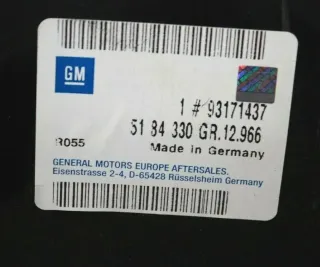 GM
1 # 93171437
51 84 330 GR.12.966
R055 Made in Germany
GENERAL MOTORS EUROPE AFTERSALES.
Eisenstrasse 2-4, D-65428 Rüsselsheim Germany